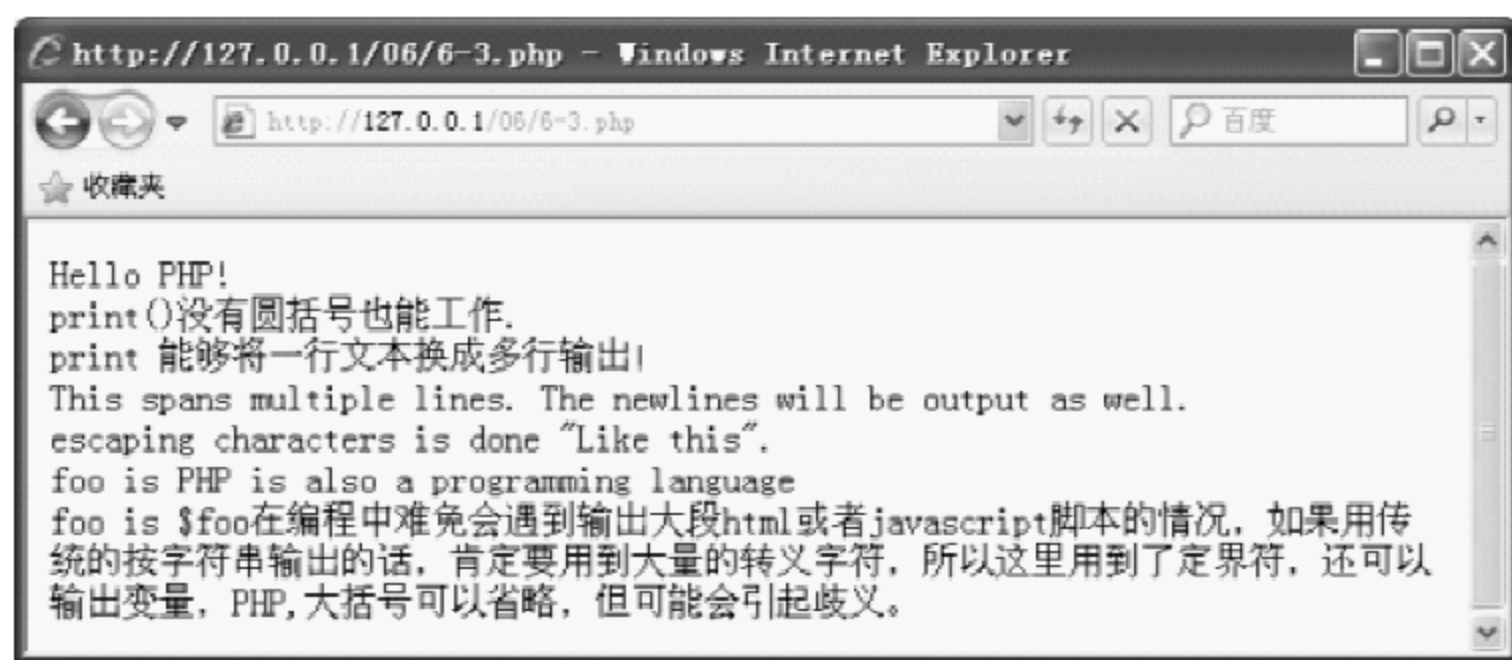 http://127.0.0.1/06/6-3.php - Windows Internet Explorer
http://127.0.0.1/06/6-3.php
百度
收藏夹
Hello PHP!
print()没有圆括号也能工作.
print 能够将一行文本换成多行输出!
This spans multiple lines. The newlines will be output as well.
escaping characters is done "Like this".
foo is PHP is also a programming language
foo is $foo在编程中难免会遇到输出大段html或者javascript脚本的情况，如果用传
统的按字符串输出的话，肯定要用到大量的转义字符，所以这里用到了定界符，还可以
输出变量，PHP,大括号可以省略，但可能会引起歧义。